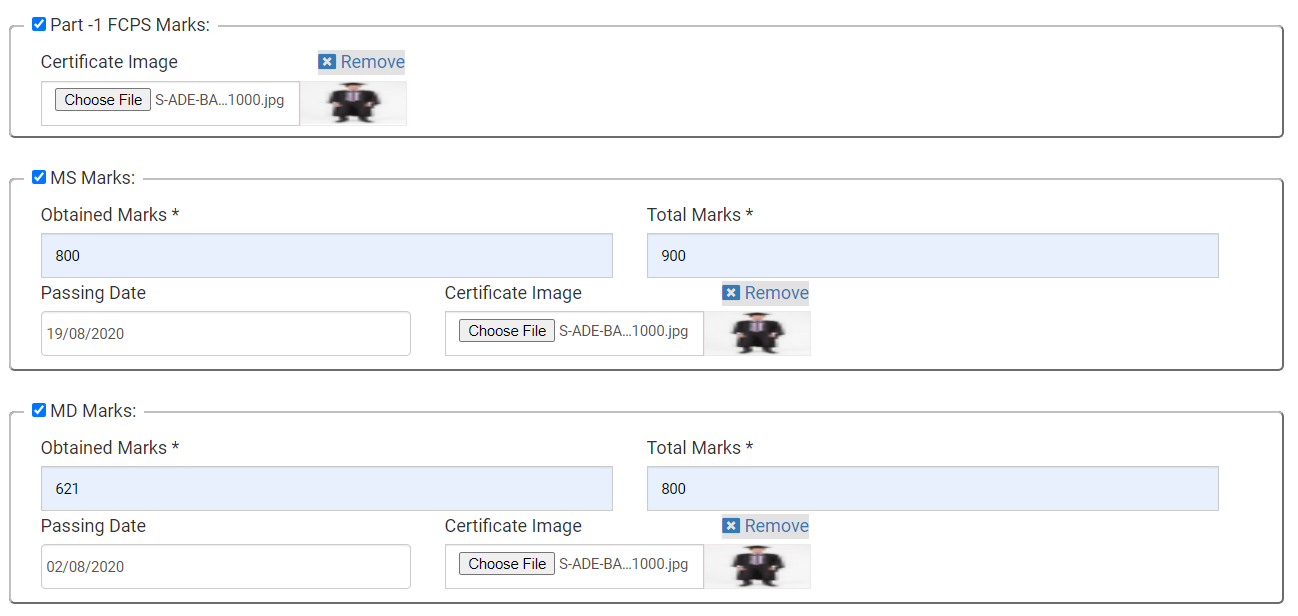 Part -1 FCPS Marks:
Certificate Image Remove
Choose File S-ADE-BA...1000.jpg
MS Marks:
Obtained Marks * Total Marks *
800 900
Passing Date Certificate Image Remove
19/08/2020 Choose File S-ADE-BA...1000.jpg
MD Marks:
Obtained Marks * Total Marks *
621 800
Passing Date Certificate Image Remove
02/08/2020 Choose File S-ADE-BA...1000.jpg